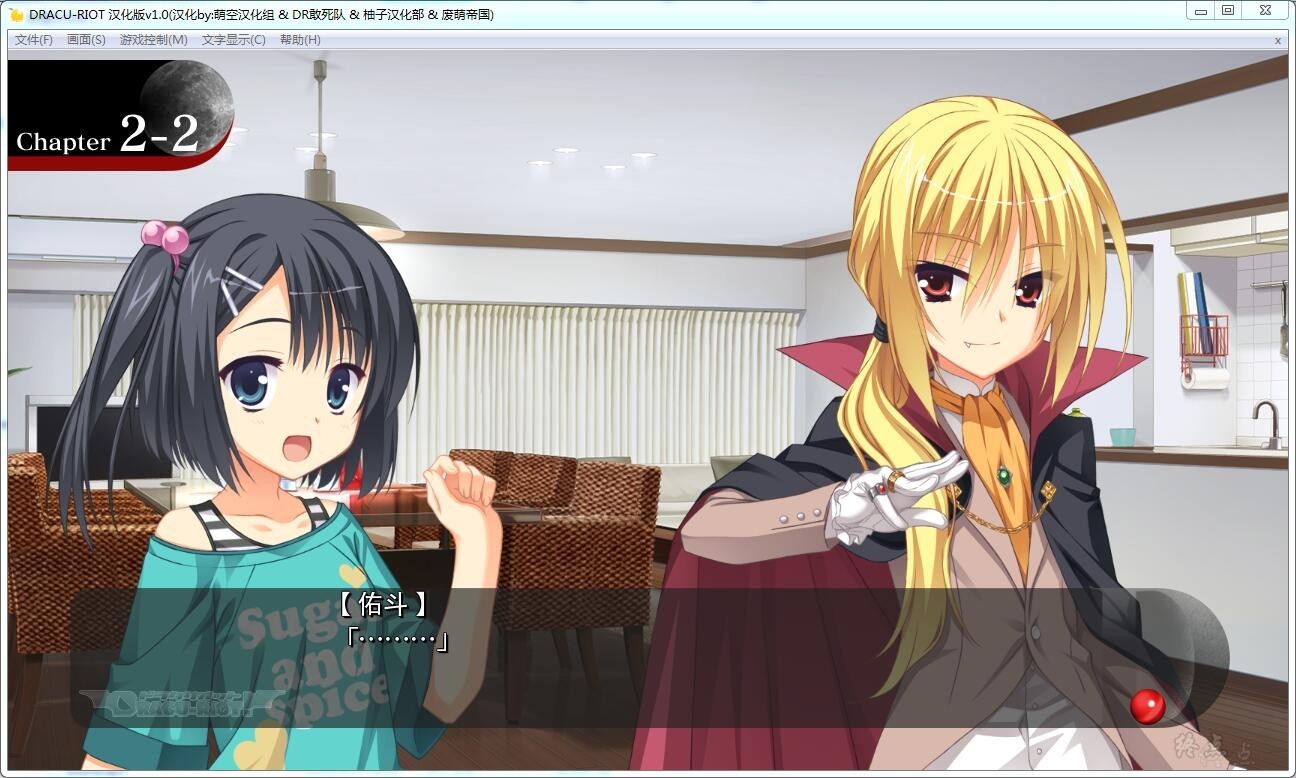 DRACU-RIOT 汉化版v1.0(汉化by:萌空汉化组 & DR敢死队 & 柚子汉化部 & 废萌帝国)
文件(F) 画面(S) 游戏控制(M) 文字显示(C) 帮助(H) x
Chapter 2-2
Sugar
and
Spice
【佑斗】
「………」
DRACU-RIOT!